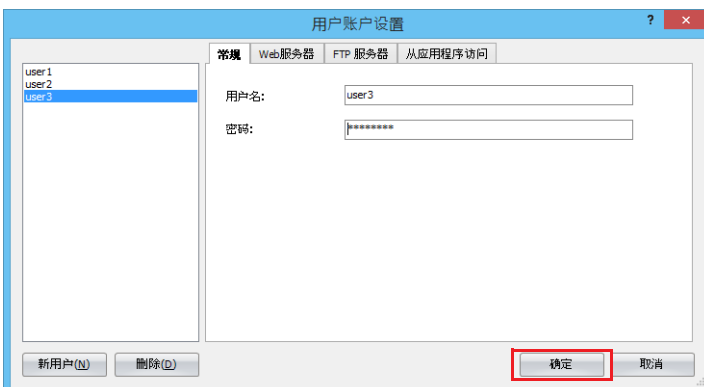 用户账户设置
?
×
常规 Web服务器 FTP 服务器 从应用程序访问
user1
user2
user3
用户名: user3
密码: ********
新用户(N) 删除(D) 确定 取消